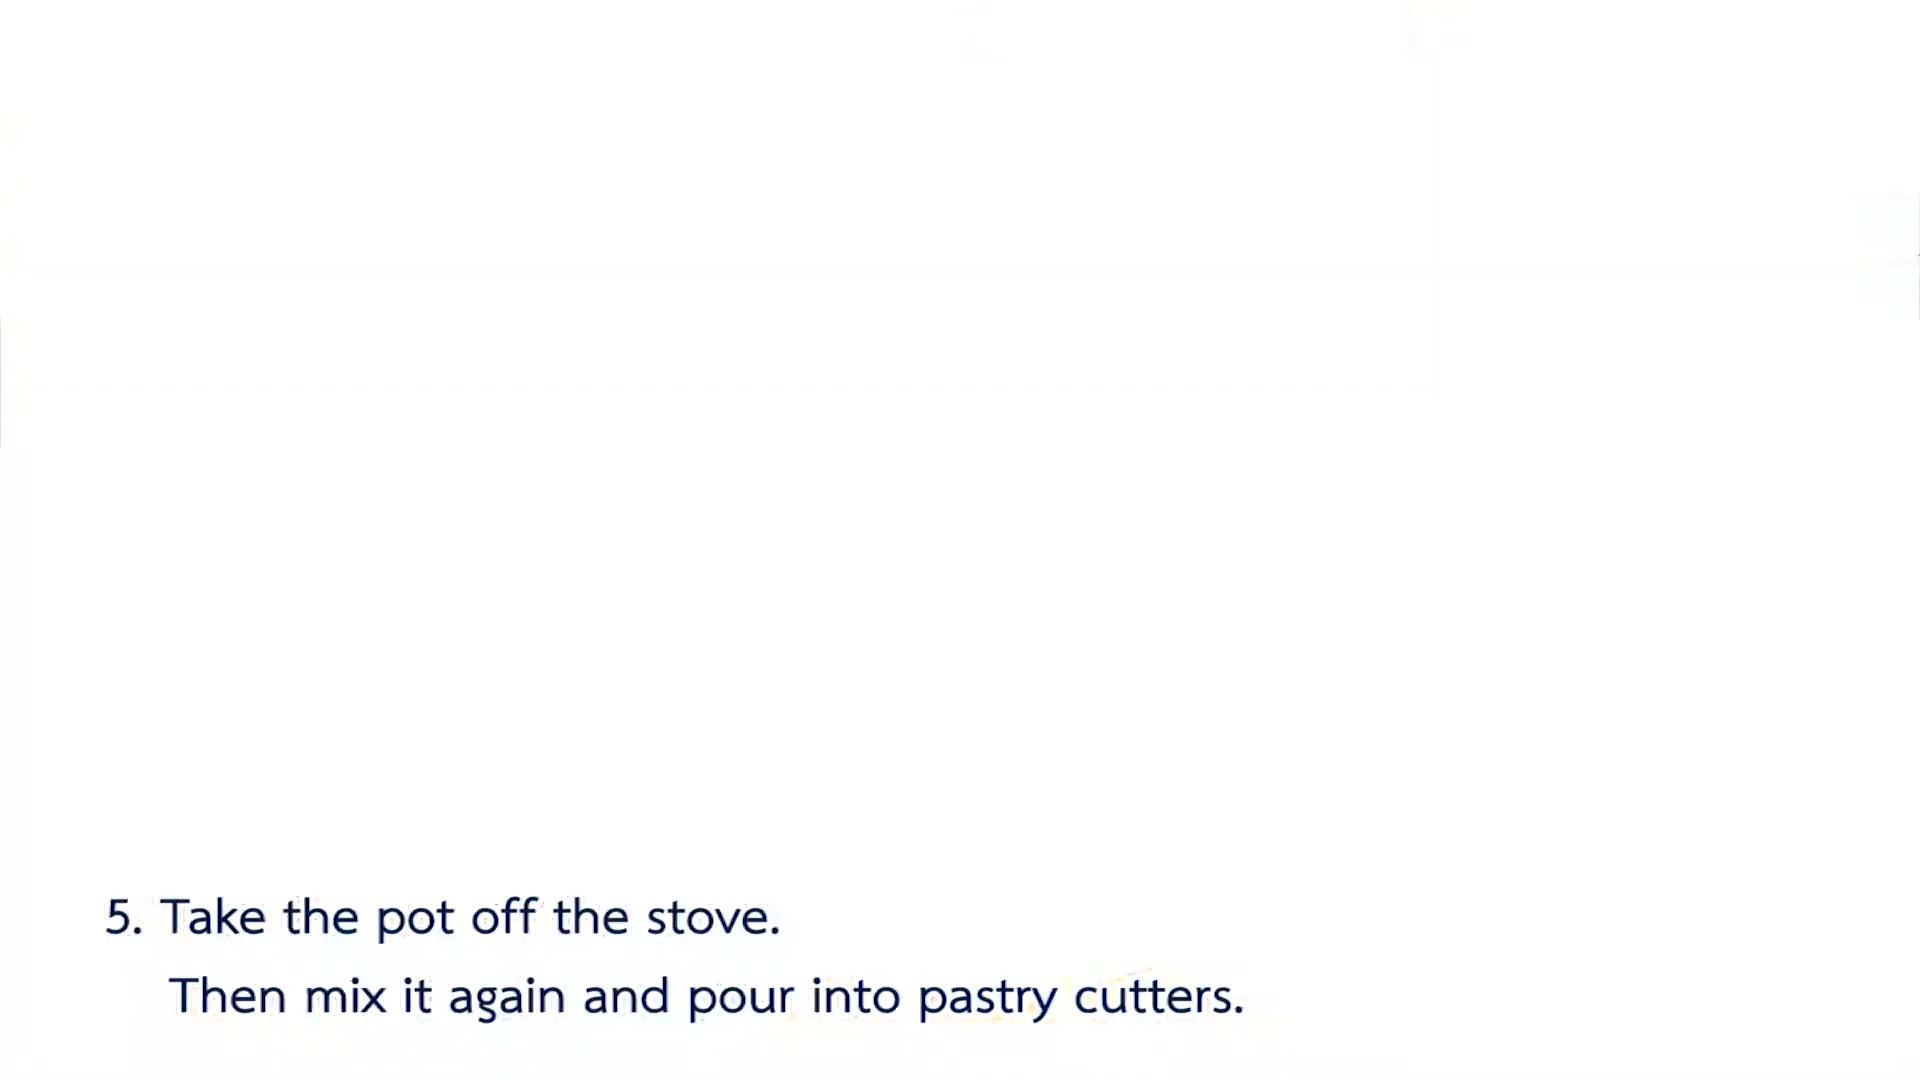 5. Take the pot off the stove.
Then mix it again and pour into pastry cutters.